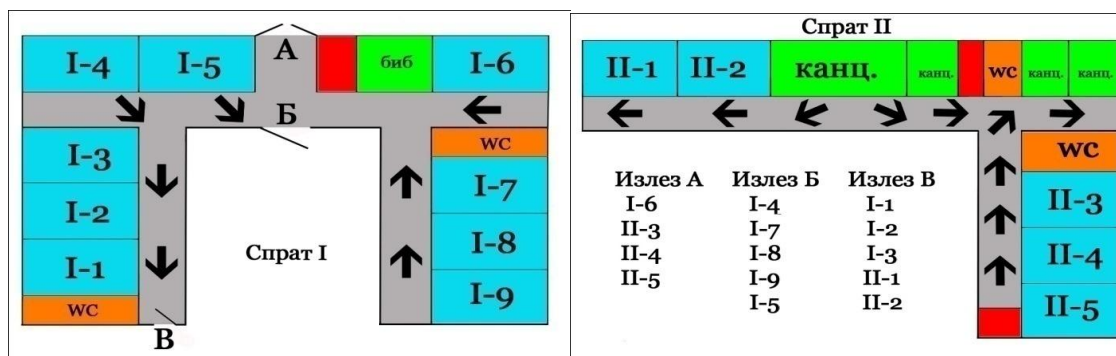 А
I-4 I-5 биб I-6
Б
I-3 wc
I-2 I-7
I-1 Спрат I I-8
wc I-9
В
Спрат II
II-1 II-2 канц. канц. wc канц. канц.
wc
Излез А Излез Б Излез В II-3
I-6 I-4 I-1
II-3 I-7 I-2 II-4
II-4 I-8 I-3
II-5 I-9 II-1 II-5
I-5 II-2